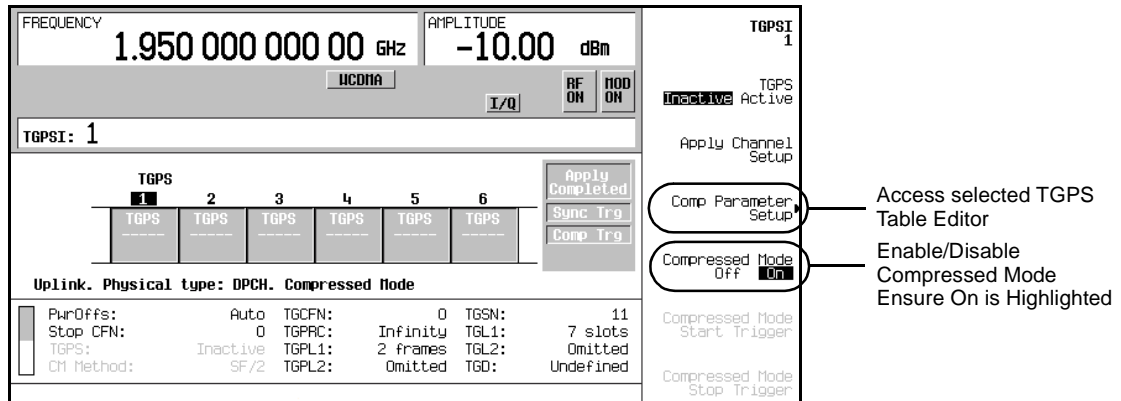 FREQUENCY
1.950 000 000 00 GHz
AMPLITUDE
-10.00 dBm
WCDMA
I/Q
RF ON
MOD ON
TGPSI: 1
TGPS
1 2 3 4 5 6
TGPS TGPS TGPS TGPS TGPS TGPS
----- ----- ----- ----- ----- -----
Apply
Completed
Sync Trg
Comp Trg
Uplink. Physical type: DPCH. Compressed Mode
PwrOffs: Auto TGCFN: 0 TGSN: 11
Stop CFN: 0 TGPRC: Infinity TGL1: 7 slots
TGPS: Inactive TGPL1: 2 frames TGL2: Omitted
CM Method: SF/2 TGPL2: Omitted TGD: Undefined
TGPSI
1
TGPS
Inactive Active
Apply Channel
Setup
Comp Parameter
Setup
Compressed Mode
Off On
Compressed Mode
Start Trigger
Compressed Mode
Stop Trigger
Access selected TGPS
Table Editor
Enable/Disable
Compressed Mode
Ensure On is Highlighted